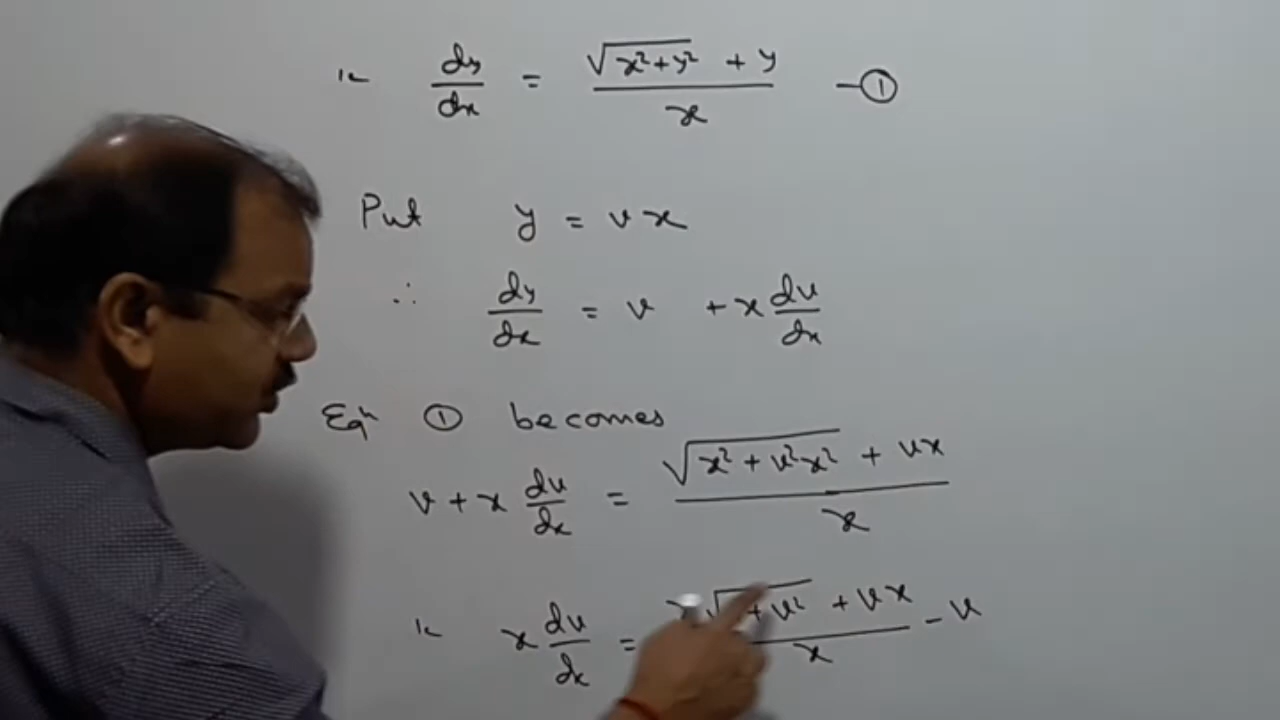 dy/dx = (√(x²+y²) + y)/x —①
Put y = vx
∴ dy/dx = v + x dv/dx
Eqⁿ ① becomes
v + x dv/dx = (√(x²+v²x²) + vx)/x
x dv/dx = √ +v² + vx / x - v